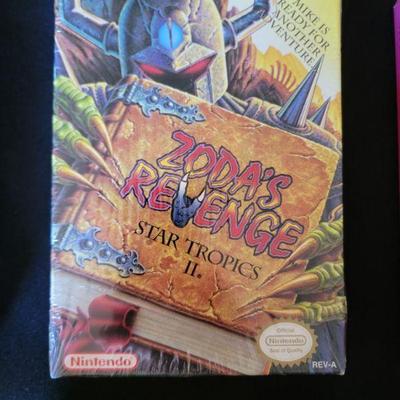 MIKE IS
READY FOR
ANOTHER
ADVENTURE
ZODA'S
REVENGE
STAR TROPICS
II®
Official
Nintendo
Seal of Quality
Nintendo®
REV-A